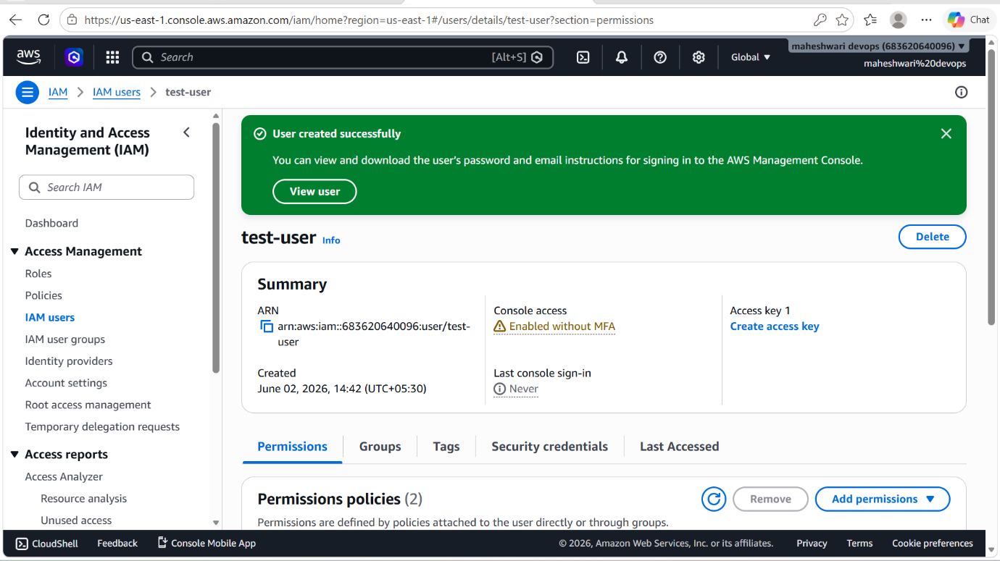 https://us-east-1.console.aws.amazon.com/iam/home?region=us-east-1#/users/details/test-user?section=permissions
Chat
aws
Search
[Alt+S]
Global
maheshwari devops (683620640096)
maheshwari%20devops
IAM
IAM users
test-user
Identity and Access
Management (IAM)
Search IAM
Dashboard
Access Management
Roles
Policies
IAM users
IAM user groups
Identity providers
Account settings
Root access management
Temporary delegation requests
Access reports
Access Analyzer
Resource analysis
Unused access
User created successfully
You can view and download the user's password and email instructions for signing in to the AWS Management Console.
View user
test-user Info
Delete
Summary
ARN
arn:aws:iam::683620640096:user/test-
user
Console access
Enabled without MFA
Access key 1
Create access key
Created
June 02, 2026, 14:42 (UTC+05:30)
Last console sign-in
Never
Permissions
Groups
Tags
Security credentials
Last Accessed
Permissions policies (2)
Remove
Add permissions
Permissions are defined by policies attached to the user directly or through groups.
CloudShell
Feedback
Console Mobile App
© 2026, Amazon Web Services, Inc. or its affiliates.
Privacy
Terms
Cookie preferences